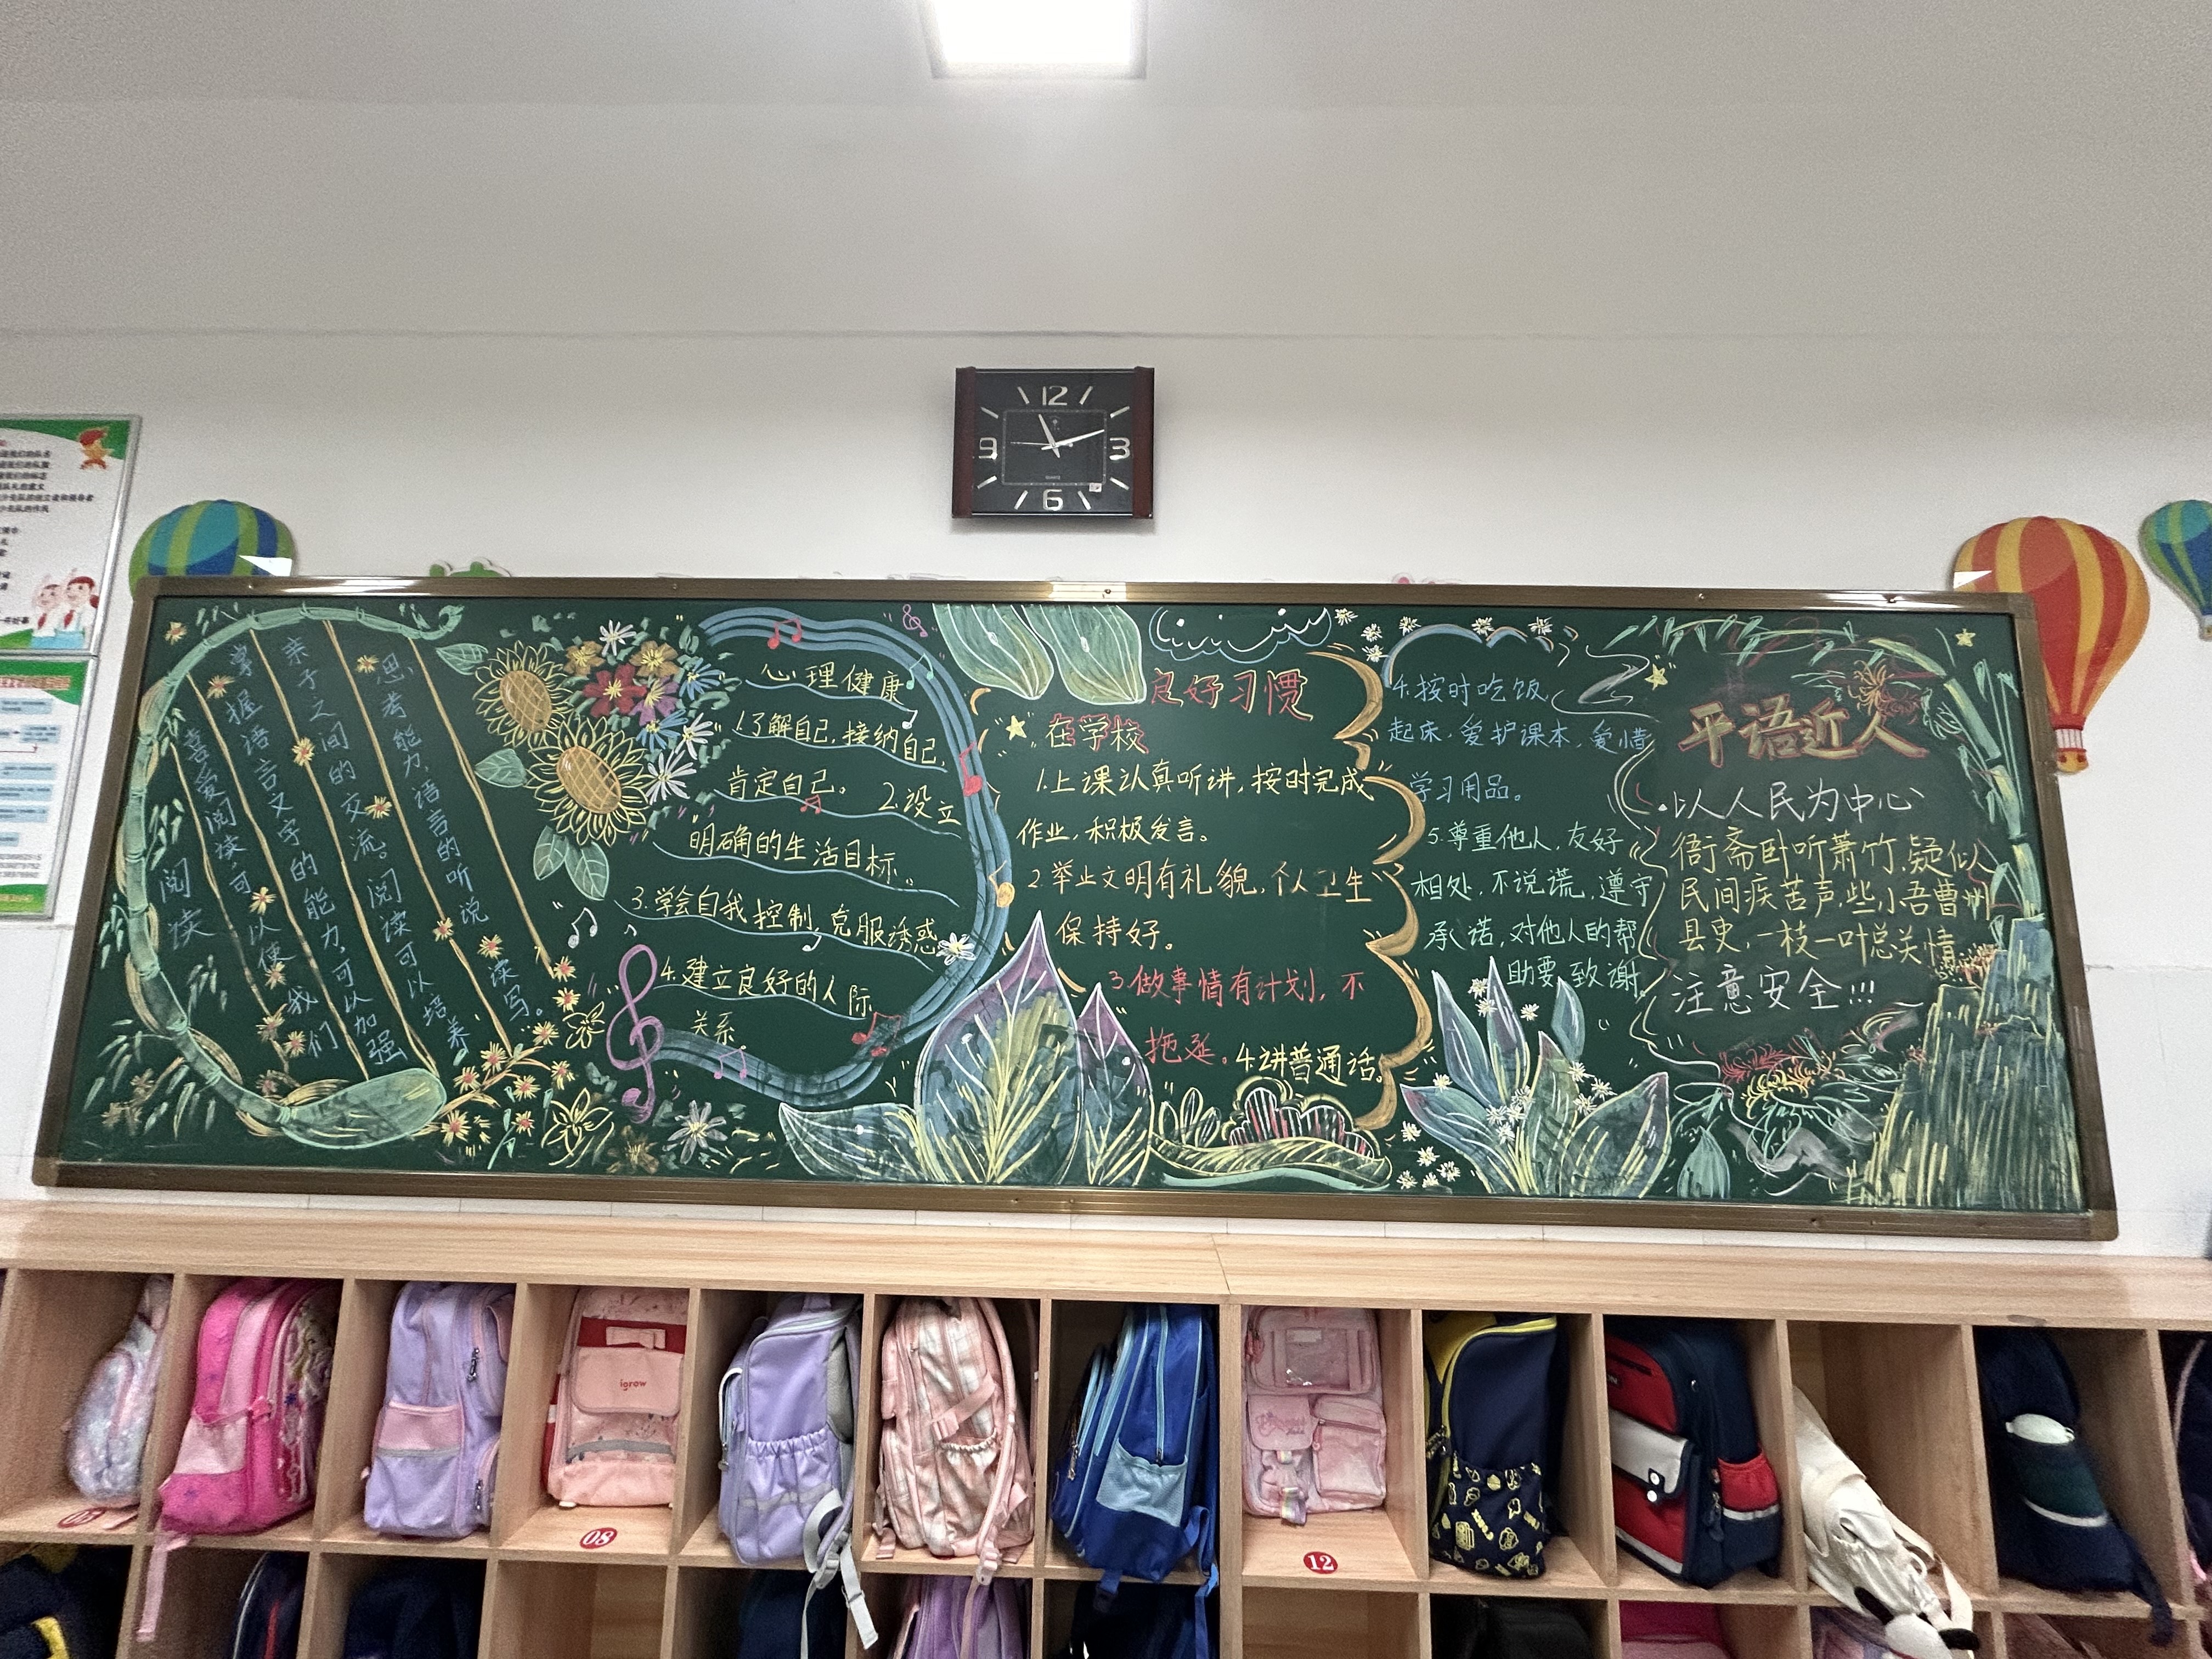 阅读
喜爱阅读可以使我们
掌握语言文字的能力,可以加强
亲子之间的交流。阅读可以培养
思考能力,语言的听说读写。
心理健康
1.了解自己,接纳自己,
肯定自己。 2.设立
明确的生活目标。
3.学会自我控制,克服诱惑
4.建立良好的人际
关系。
良好习惯
在学校
1.上课认真听讲,按时完成
作业,积极发言。
2.举止文明有礼貌,个人卫生
保持好。
3.做事情有计划,不
拖延。4.讲普通话。
4.按时吃饭、
起床,爱护课本,爱惜
学习用品。
5.尊重他人,友好
相处,不说谎,遵守
承诺,对他人的帮
助要致谢。
平语近人
以人民为中心
衙斋卧听萧竹,疑似
民间疾苦声,些小吾曹州
县吏,一枝一叶总关情
注意安全!!!
12
3
6
9
igrow
07
08
12